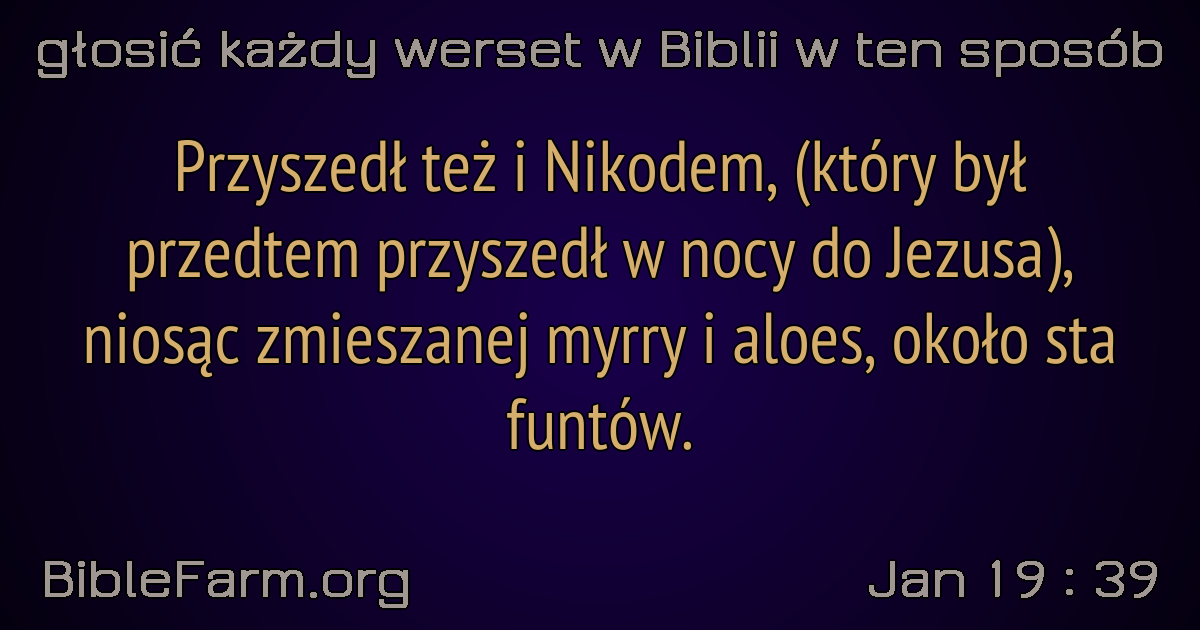 głosić każdy werset w Biblii w ten sposób
Przyszedł też i Nikodem, (który był
przedtem przyszedł w nocy do Jezusa),
niosąc zmieszanej myrry i aloes, około sta
funtów.
BibleFarm.org
Jan 19 : 39